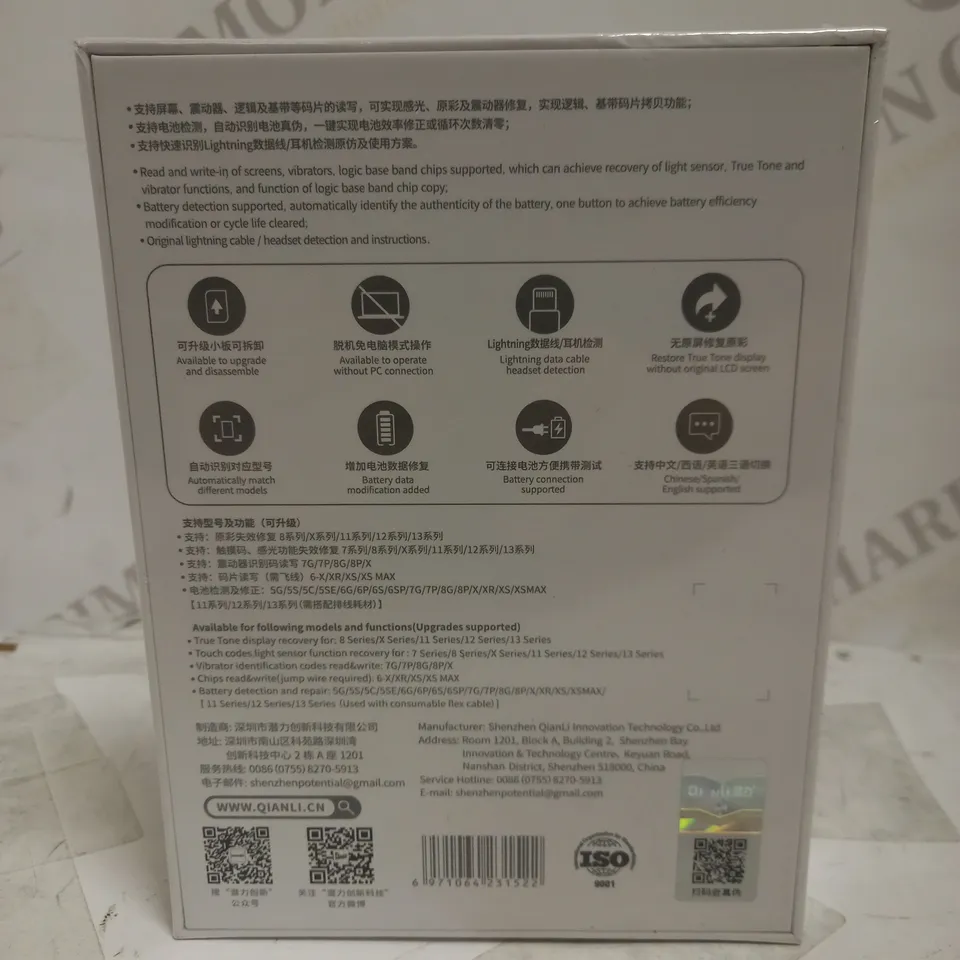 • 支持屏幕、震动器、逻辑及基带等码片的读写，可实现感光、原彩及震动器修复，实现逻辑、基带码片拷贝功能；
• 支持电池检测，自动识别电池真伪，一键实现电池效率修正或循环次数清零；
• 支持快速识别Lightning数据线/耳机检测原仿及使用方案。
• Read and write-in of screens, vibrators, logic base band chips supported, which can achieve recovery of light sensor, True Tone and
vibrator functions, and function of logic base band chip copy;
• Battery detection supported, automatically identify the authenticity of the battery, one button to achieve battery efficiency
modification or cycle life cleared;
• Original lightning cable / headset detection and instructions.
可升级小板可拆卸
Available to upgrade
and disassemble
脱机免电脑模式操作
Available to operate
without PC connection
Lightning数据线/耳机检测
Lightning data cable
headset detection
无原屏修复原彩
Restore True Tone display
without original LCD screen
自动识别对应型号
Automatically match
different models
增加电池数据修复
Battery data
modification added
可连接电池方便携带测试
Battery connection
supported
支持中文/西语/英语三语切换
Chinese/Spanish/
English supported
支持型号及功能（可升级）
• 支持：原彩失效修复 8系列/X系列/11系列/12系列/13系列
• 支持：触摸码、感光功能失效修复 7系列/8系列/X系列/11系列/12系列/13系列
• 支持：震动器识别码读写 7G/7P/8G/8P/X
• 支持：码片读写（需飞线）6-X/XR/XS/XS MAX
• 电池检测及修正：5G/5S/5C/5SE/6G/6P/6S/6SP/7G/7P/8G/8P/X/XR/XS/XSMAX
【11系列/12系列/13系列(需搭配排线耗材)】
Available for following models and functions(Upgrades supported)
• True Tone display recovery for: 8 Series/X Series/11 Series/12 Series/13 Series
• Touch codes light sensor function recovery for : 7 Series/8 Series/X Series/11 Series/12 Series/13 Series
• Vibrator identification codes read&write: 7G/7P/8G/8P/X
• Chips read&write(jump wire required): 6-X/XR/XS/XS MAX
• Battery detection and repair: 5G/5S/5C/5SE/6G/6P/6S/6SP/7G/7P/8G/8P/X/XR/XS/XSMAX/
[ 11 Series/12 Series/13 Series (Used with consumable flex cable) ]
制造商: 深圳市潜力创新科技有限公司
地址: 深圳市南山区科苑路深圳湾
创新科技中心 2 栋 A 座 1201
服务热线: 0086 (0755) 8270-5913
电子邮件: shenzhenpotential@gmail.com
Manufacturer: Shenzhen QianLi Innovation Technology Co.,Ltd
Address: Room 1201, Block A, Building 2, Shenzhen Bay
Innovation & Technology Centre, Keyuan Road,
Nanshan District, Shenzhen 518000, China
Service Hotline: 0086 (0755) 8270-5913
E-mail: shenzhenpotential@gmail.com
WWW.QIANLI.CN
搜 "潜力创新"
公众号
关注 "潜力创新科技"
官方微博
6 971064 231522
ISO
9001
扫码查真伪